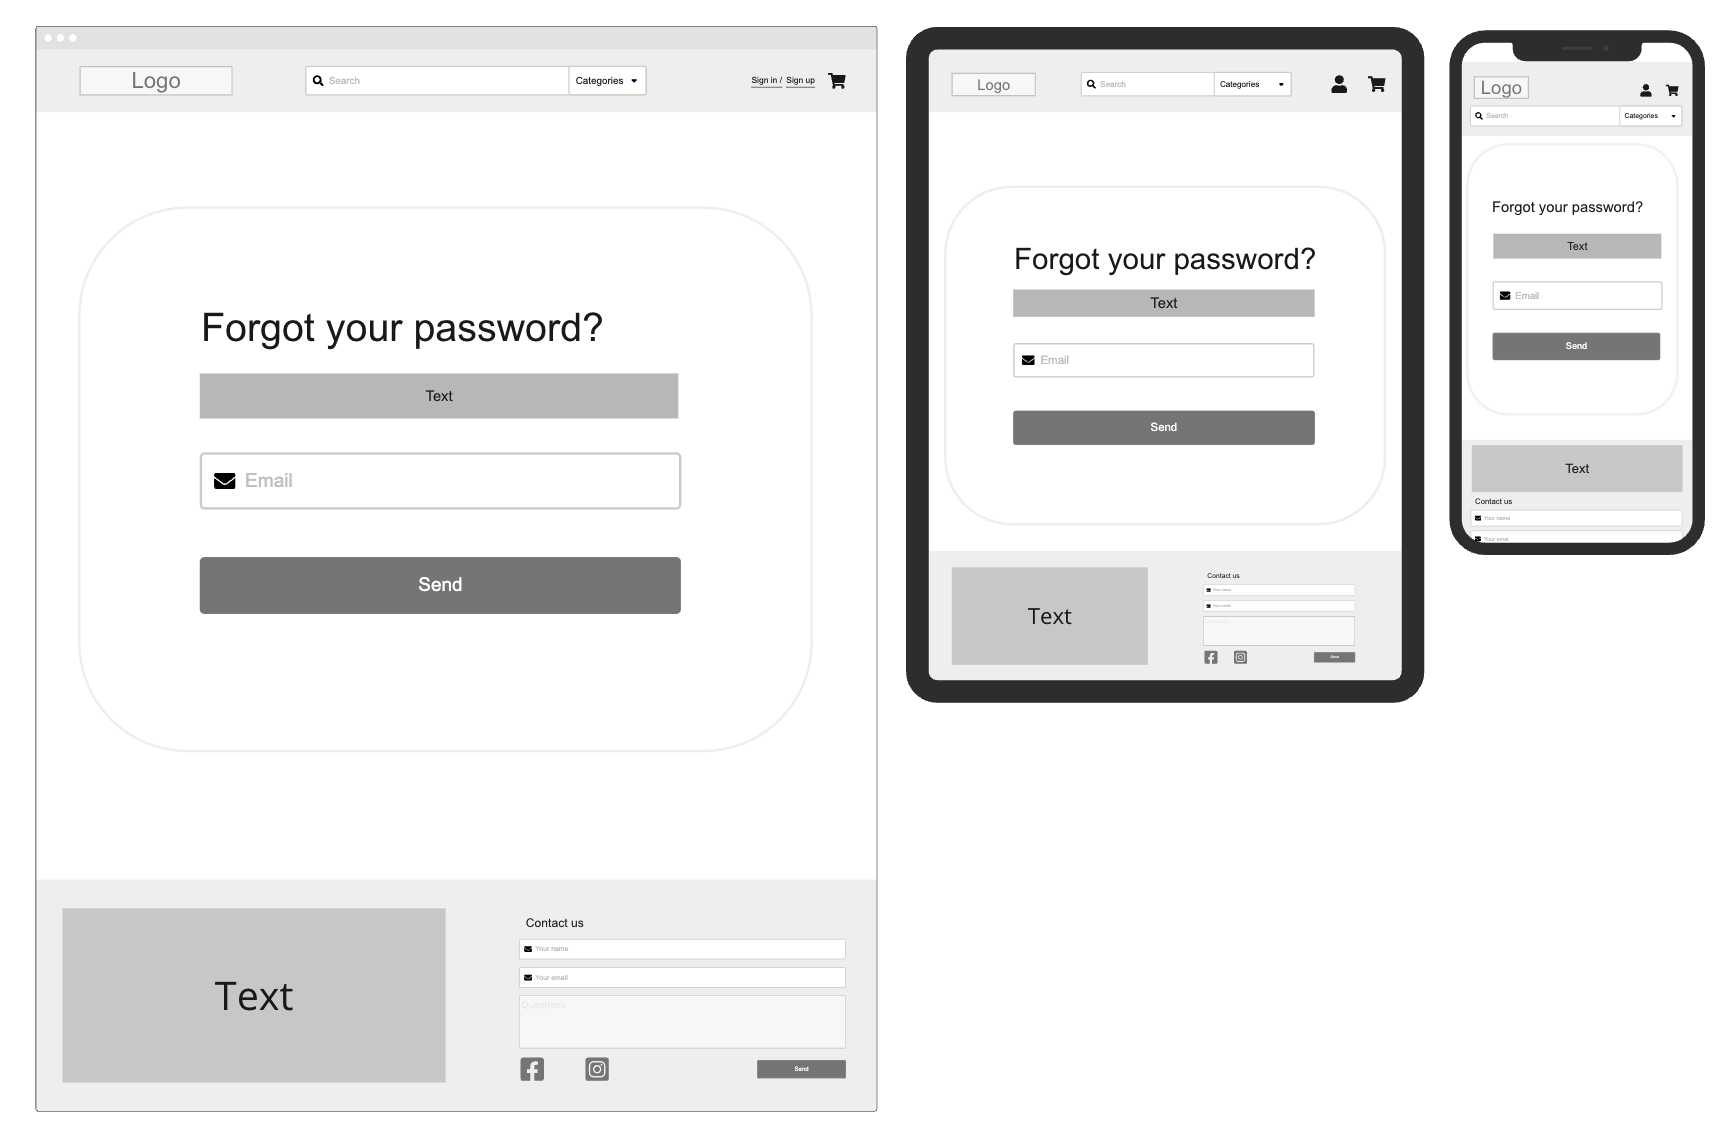 Logo
Search
Categories
Sign in / Sign up
Forgot your password?
Text
Email
Send
Text
Contact us
Your name
Your email
Questions
Send
Logo
Search
Categories
Forgot your password?
Text
Email
Send
Text
Contact us
Your name
Your email
Send
Logo
Search
Categories
Forgot your password?
Text
Email
Send
Text
Contact us
Your name
Your email